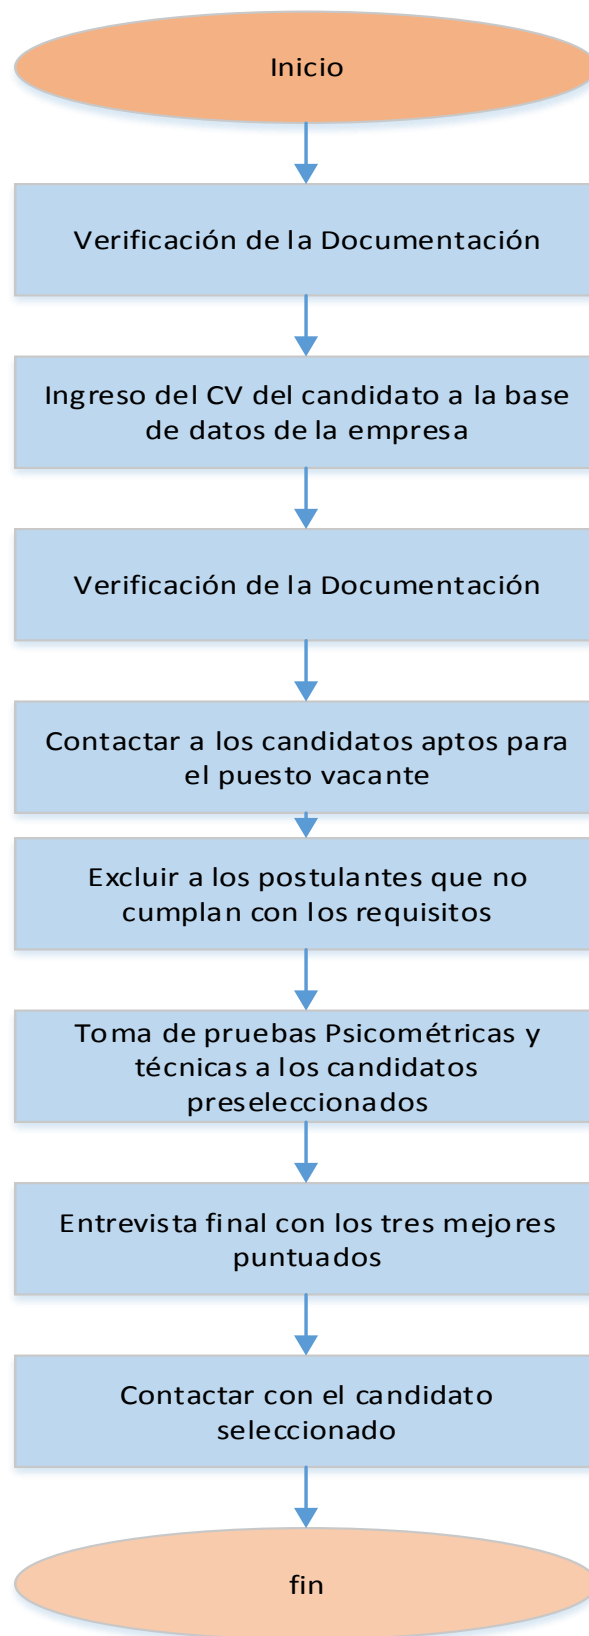 Inicio
Verificación de la Documentación
Ingreso del CV del candidato a la base
de datos de la empresa
Verificación de la Documentación
Contactar a los candidatos aptos para
el puesto vacante
Excluir a los postulantes que no
cumplan con los requisitos
Toma de pruebas Psicométricas y
técnicas a los candidatos
preseleccionados
Entrevista final con los tres mejores
puntuados
Contactar con el candidato
seleccionado
fin